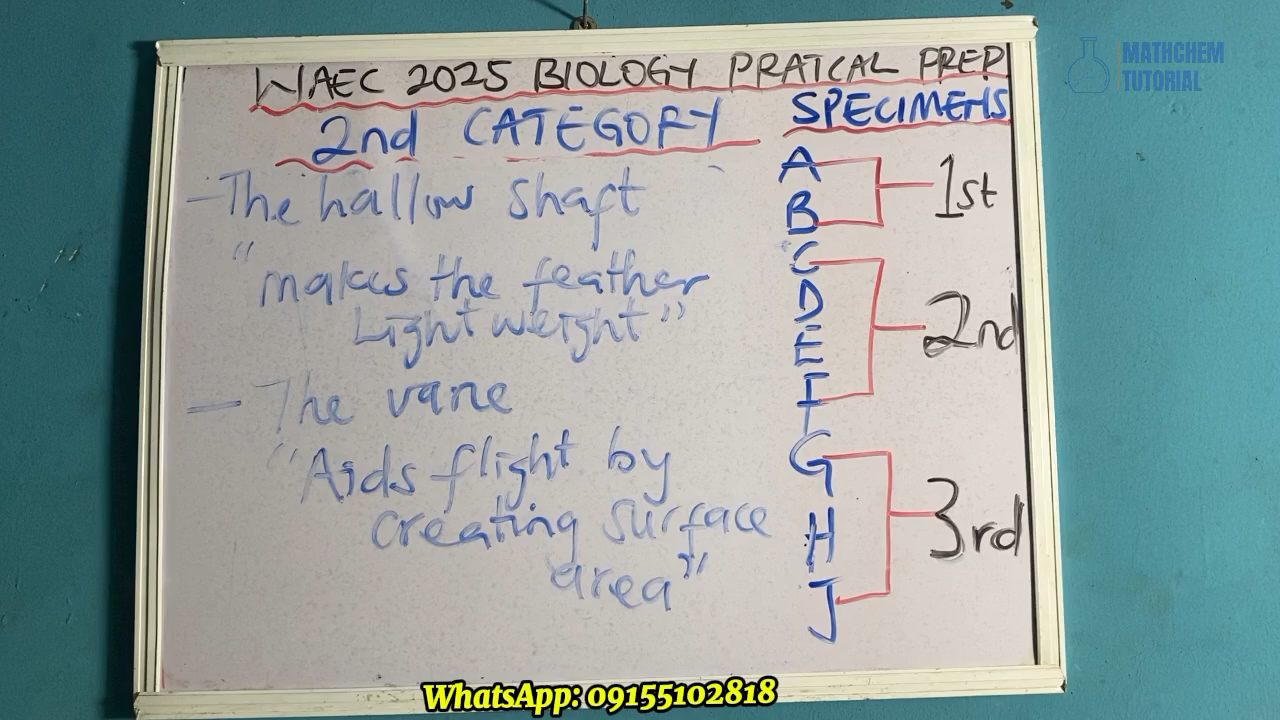 WAEC 2025 BIOLOGY PRATCAL PREP
2nd CATEGORY
- The hallow shaft
"makes the feather
Light weight"
- The vane
"Aids flight by
creating surface
area"
SPECIMENS
A
B
1st
C
D
E
F
2nd
G
H
J
3rd
MATHCHEM
TUTORIAL
WhatsApp: 09155102818